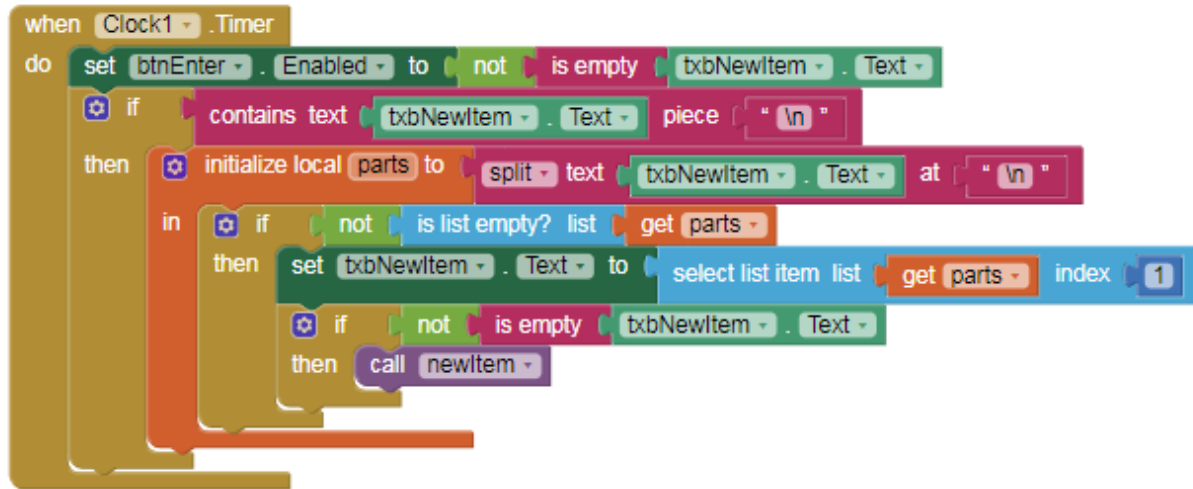 when Clock1 .Timer
do set btnEnter . Enabled to not is empty txbNewItem . Text
if contains text txbNewItem . Text piece “ \n ”
then initialize local parts to split text txbNewItem . Text at “ \n ”
in if not is list empty? list get parts
then set txbNewItem . Text to select list item list get parts index 1
if not is empty txbNewItem . Text
then call newItem